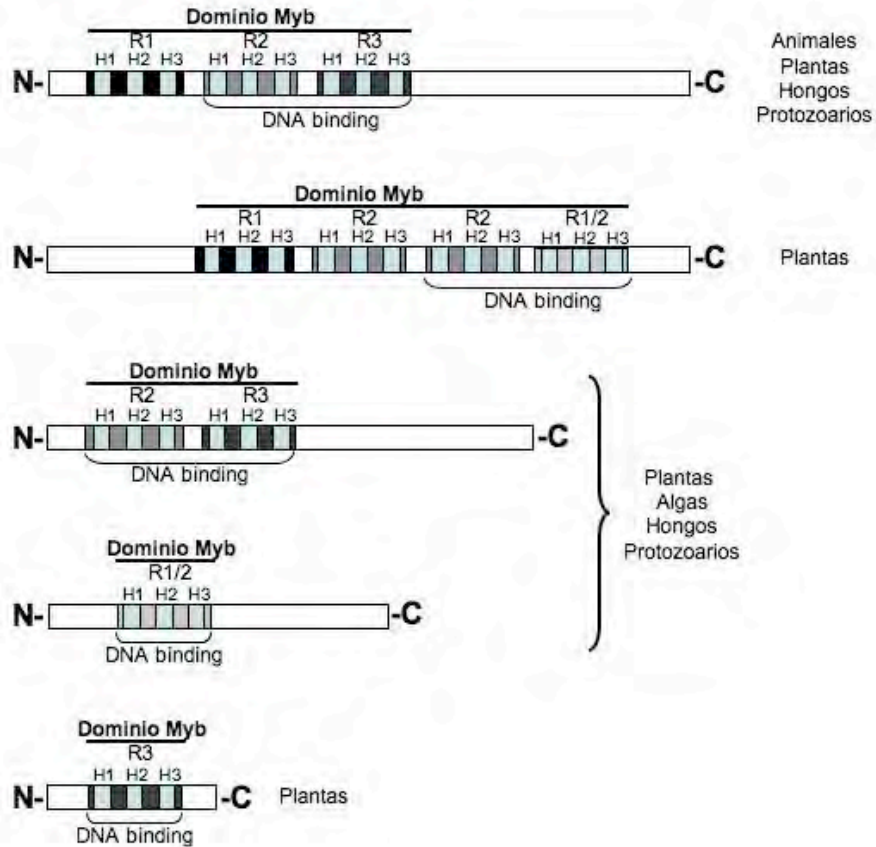 Dominio Myb
R1 R2 R3
H1 H2 H3 H1 H2 H3 H1 H2 H3
N- -C
DNA binding
Animales
Plantas
Hongos
Protozoarios
Dominio Myb
R1 R2 R2 R1/2
H1 H2 H3 H1 H2 H3 H1 H2 H3 H1 H2 H3
N- -C Plantas
DNA binding
Dominio Myb
R2 R3
H1 H2 H3 H1 H2 H3
N- -C
DNA binding
Dominio Myb
R1/2
H1 H2 H3
N- -C
DNA binding
Plantas
Algas
Hongos
Protozoarios
Dominio Myb
R3
H1 H2 H3
N- -C Plantas
DNA binding